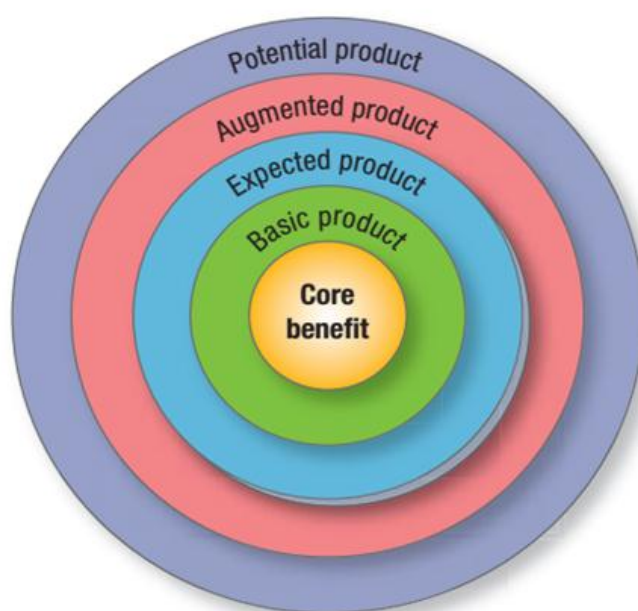 Potential product
Augmented product
Expected product
Basic product
Core
benefit